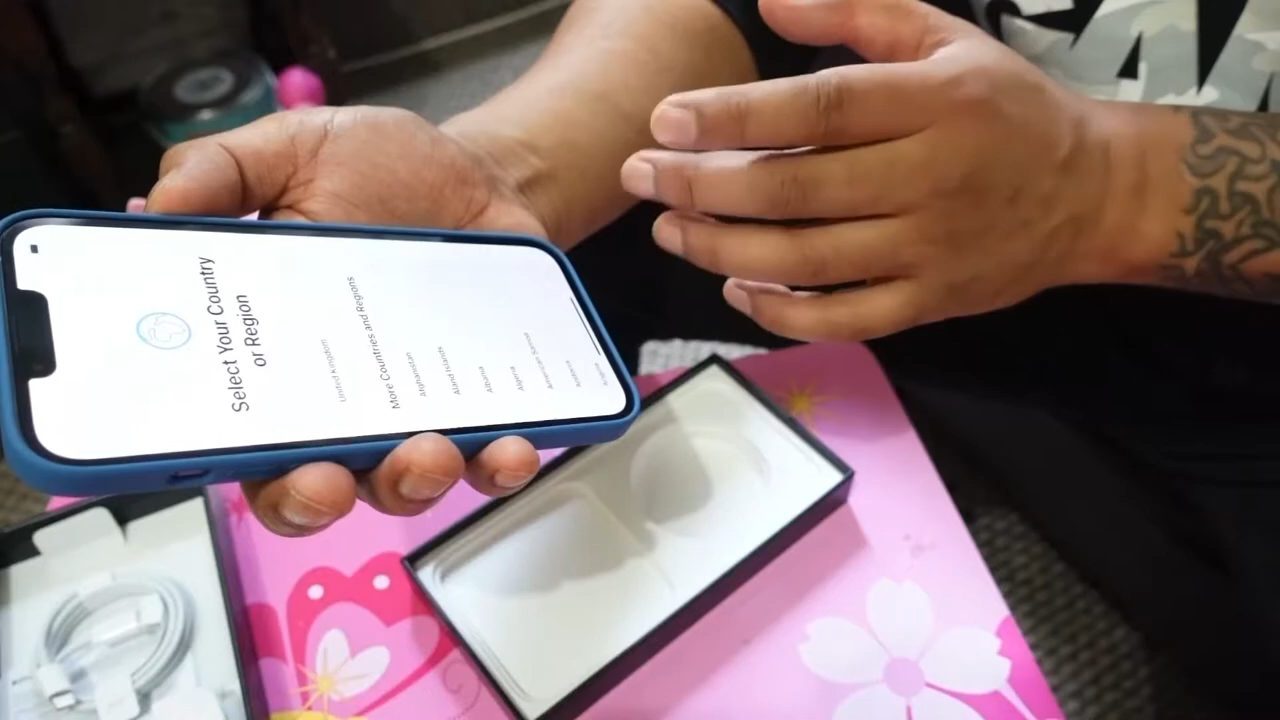 Select Your Country
or Region
United Kingdom
More Countries and Regions
Afghanistan
Åland Islands
Albania
Algeria
American Samoa
Andorra